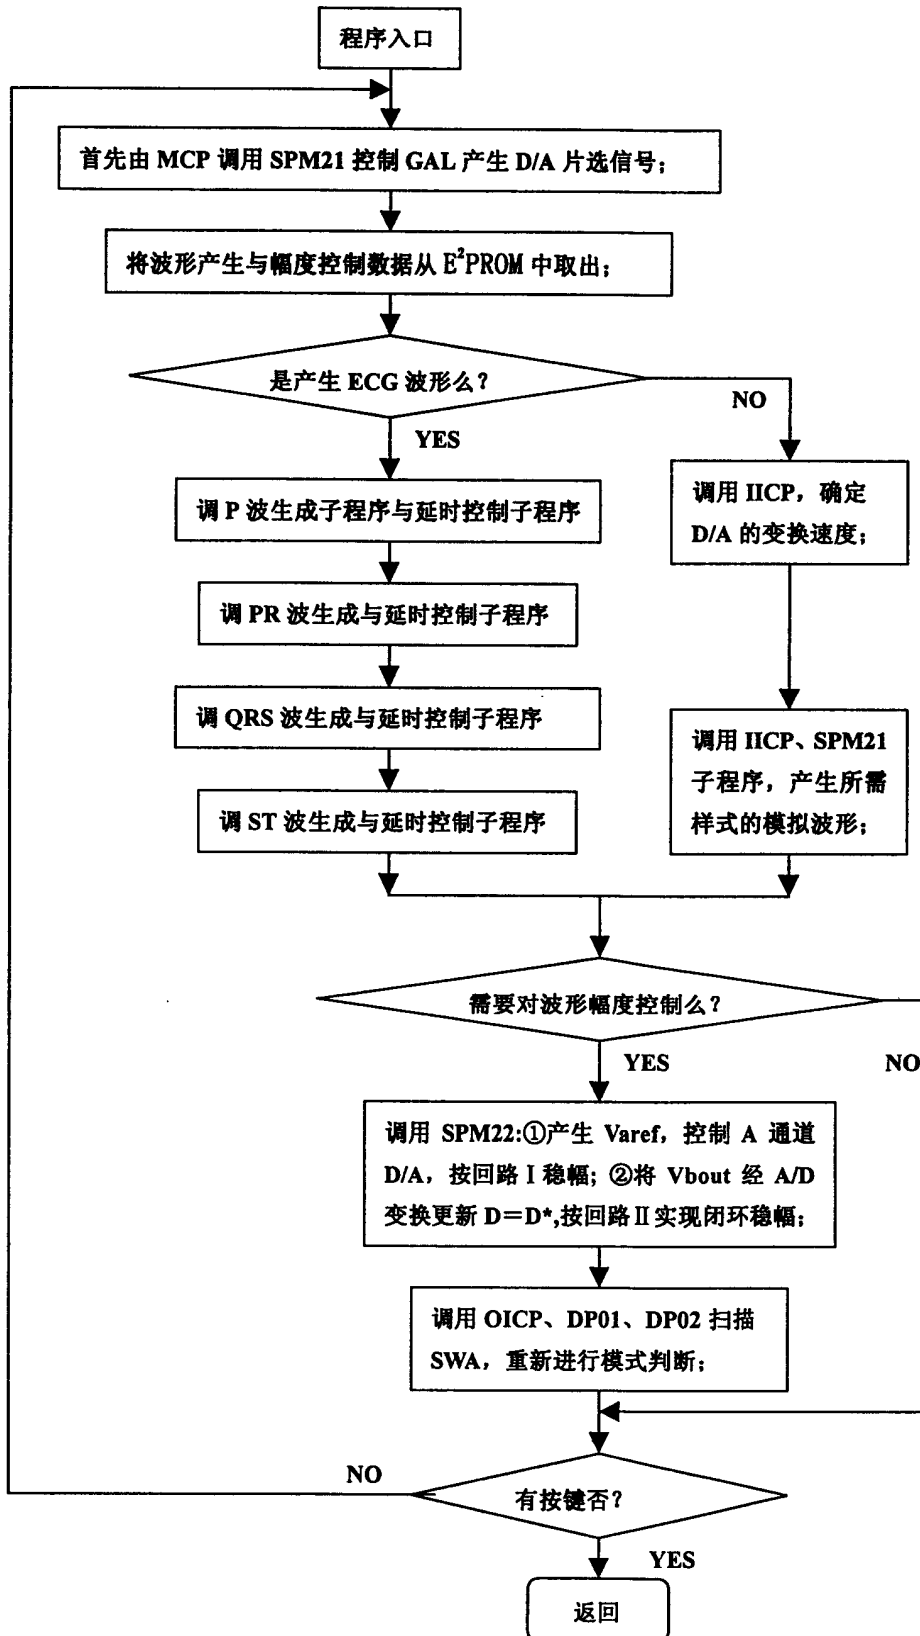 程序入口
首先由 MCP 调用 SPM21 控制 GAL 产生 D/A 片选信号；
将波形产生与幅度控制数据从 E²PROM 中取出；
是产生 ECG 波形么？
NO
YES
调 P 波生成子程序与延时控制子程序
调用 IICP，确定
D/A 的变换速度；
调 PR 波生成与延时控制子程序
调 QRS 波生成与延时控制子程序
调用 IICP、SPM21
子程序，产生所需
样式的模拟波形；
调 ST 波生成与延时控制子程序
需要对波形幅度控制么？
YES
NO
调用 SPM22:①产生 Varef，控制 A 通道
D/A，按回路Ⅰ稳幅；②将 Vbout 经 A/D
变换更新 D＝D*,按回路Ⅱ实现闭环稳幅；
调用 OICP、DP01、DP02 扫描
SWA，重新进行模式判断；
NO
有按键否？
YES
返回